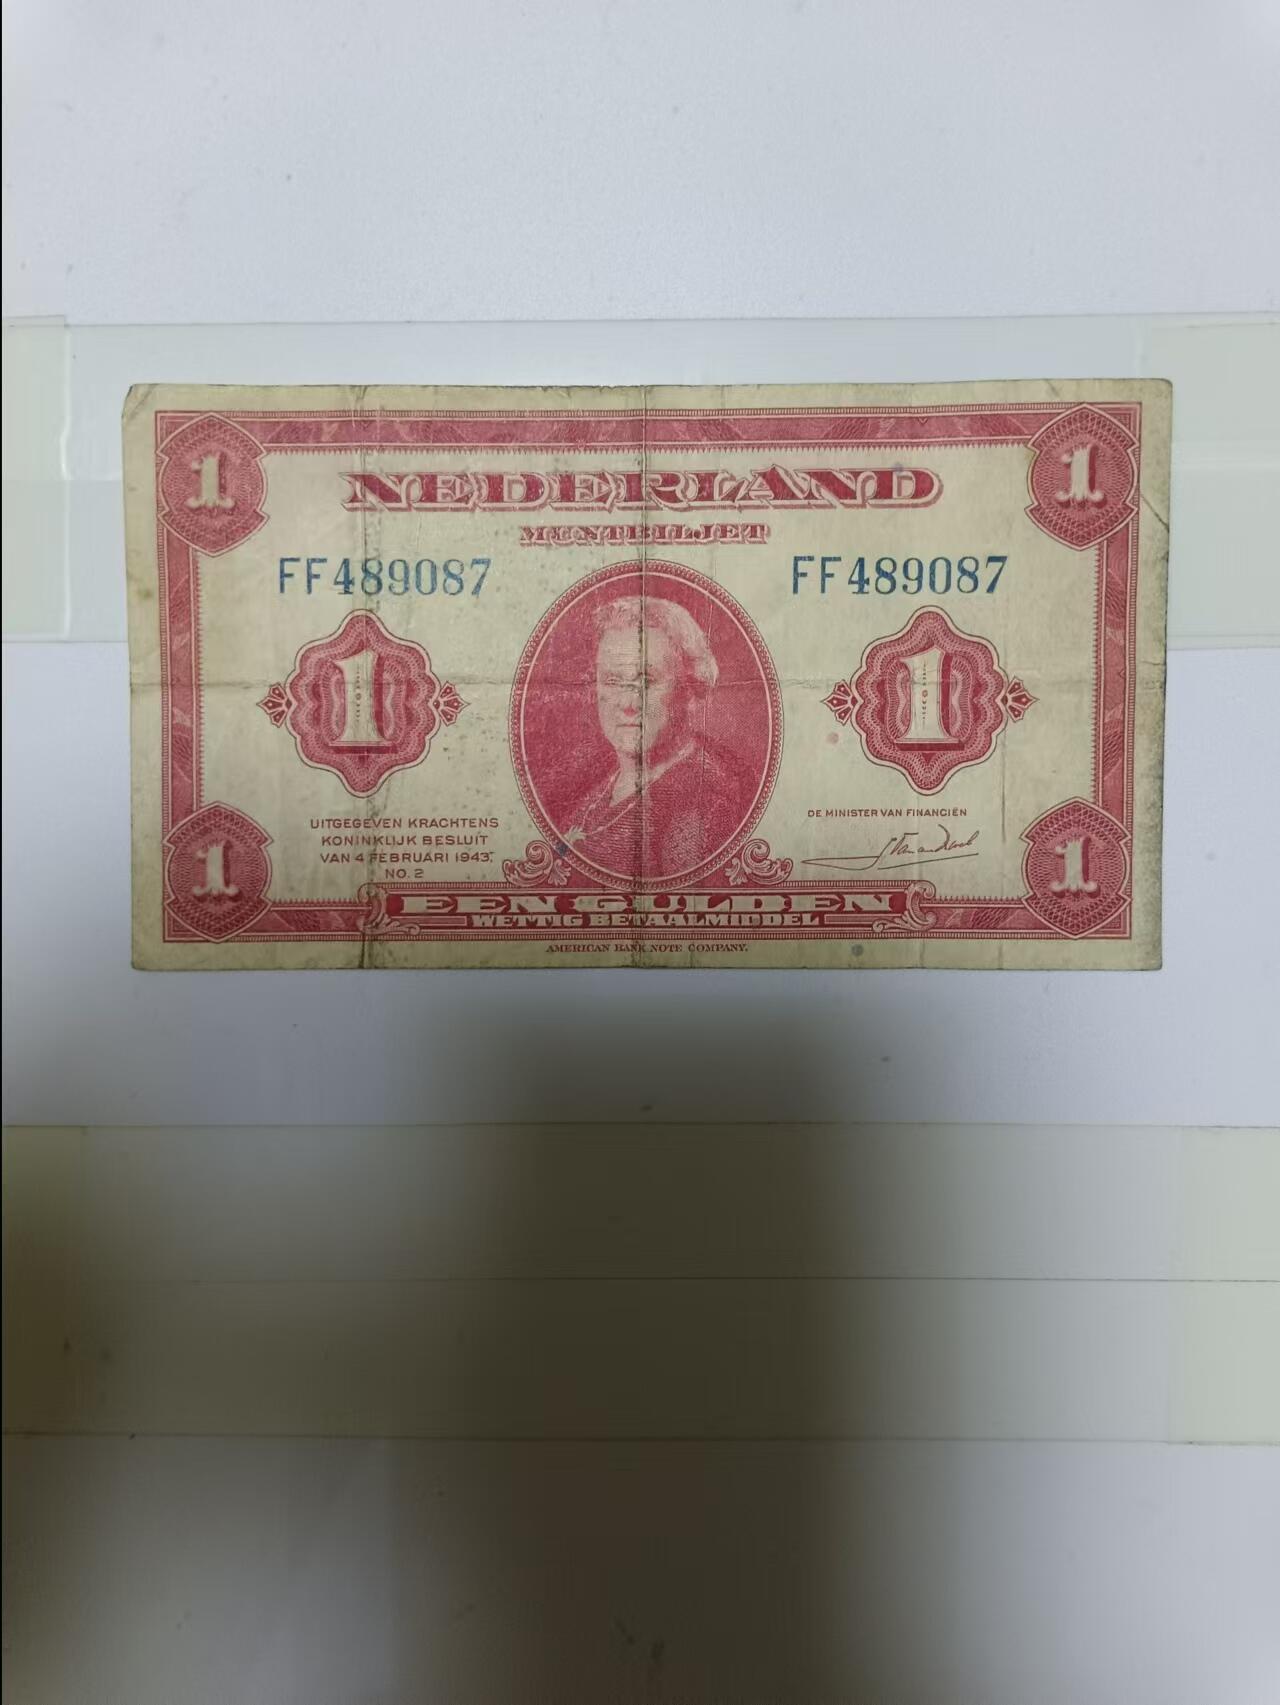 1
1
NEDERLAND
MUNTBILJET
FF489087
FF489087
1
1
UITGEGEVEN KRACHTENS
KONINKLIJK BESLUIT
VAN 4 FEBRUARI 1943,
NO. 2
DE MINISTER VAN FINANCIËN
1
1
EEN GULDEN
WETTIG BETAALMIDDEL
AMERICAN BANK NOTE COMPANY.